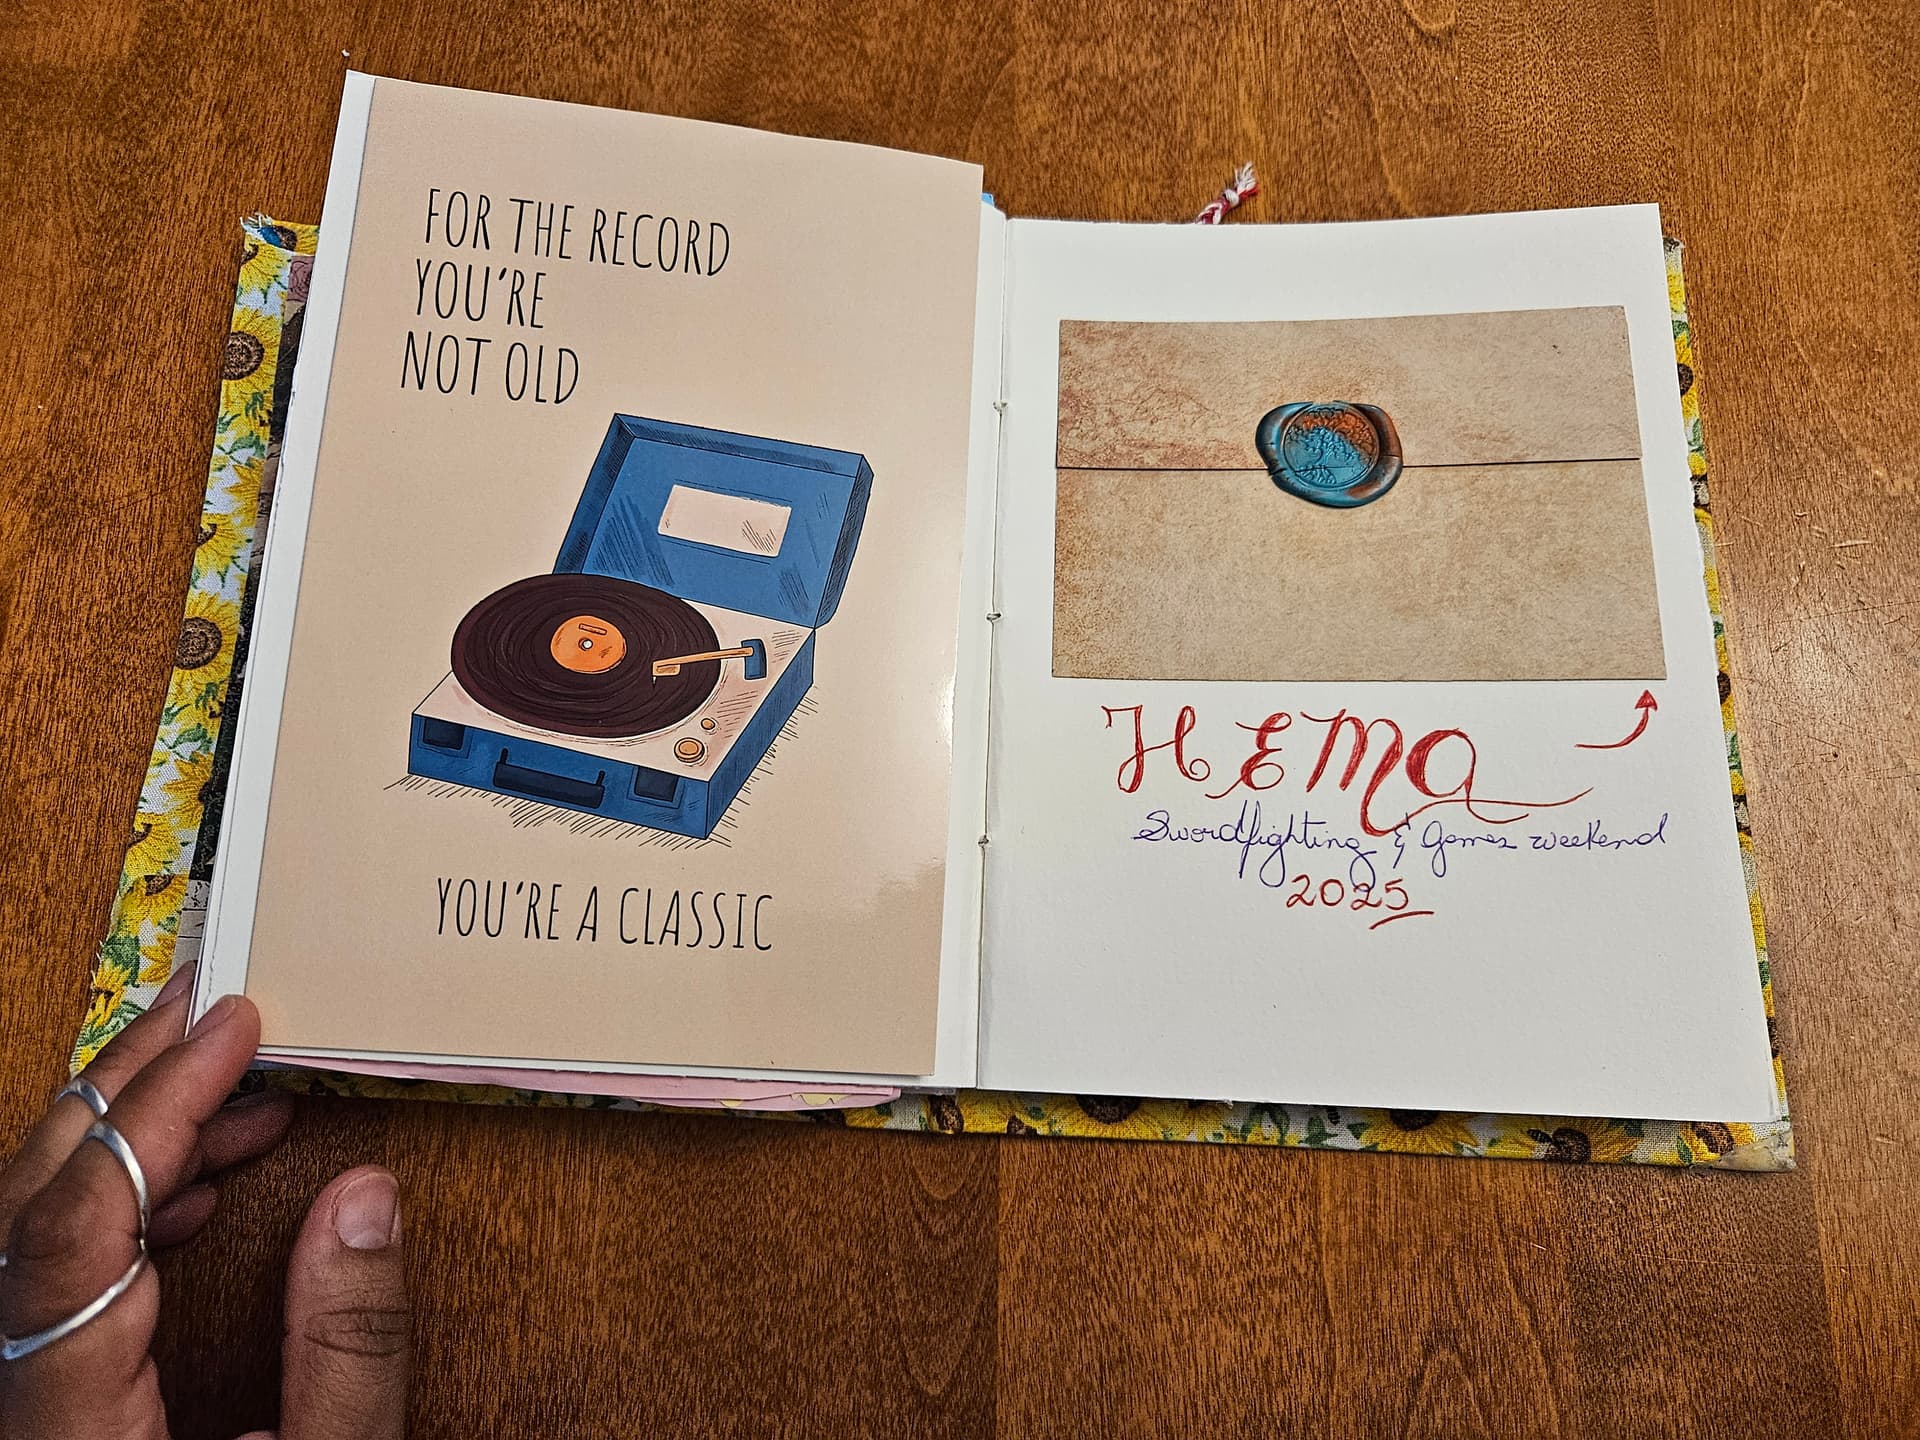 FOR THE RECORD
YOU'RE
NOT OLD
YOU'RE A CLASSIC
HEMA
Swordfighting & Games weekend
2025